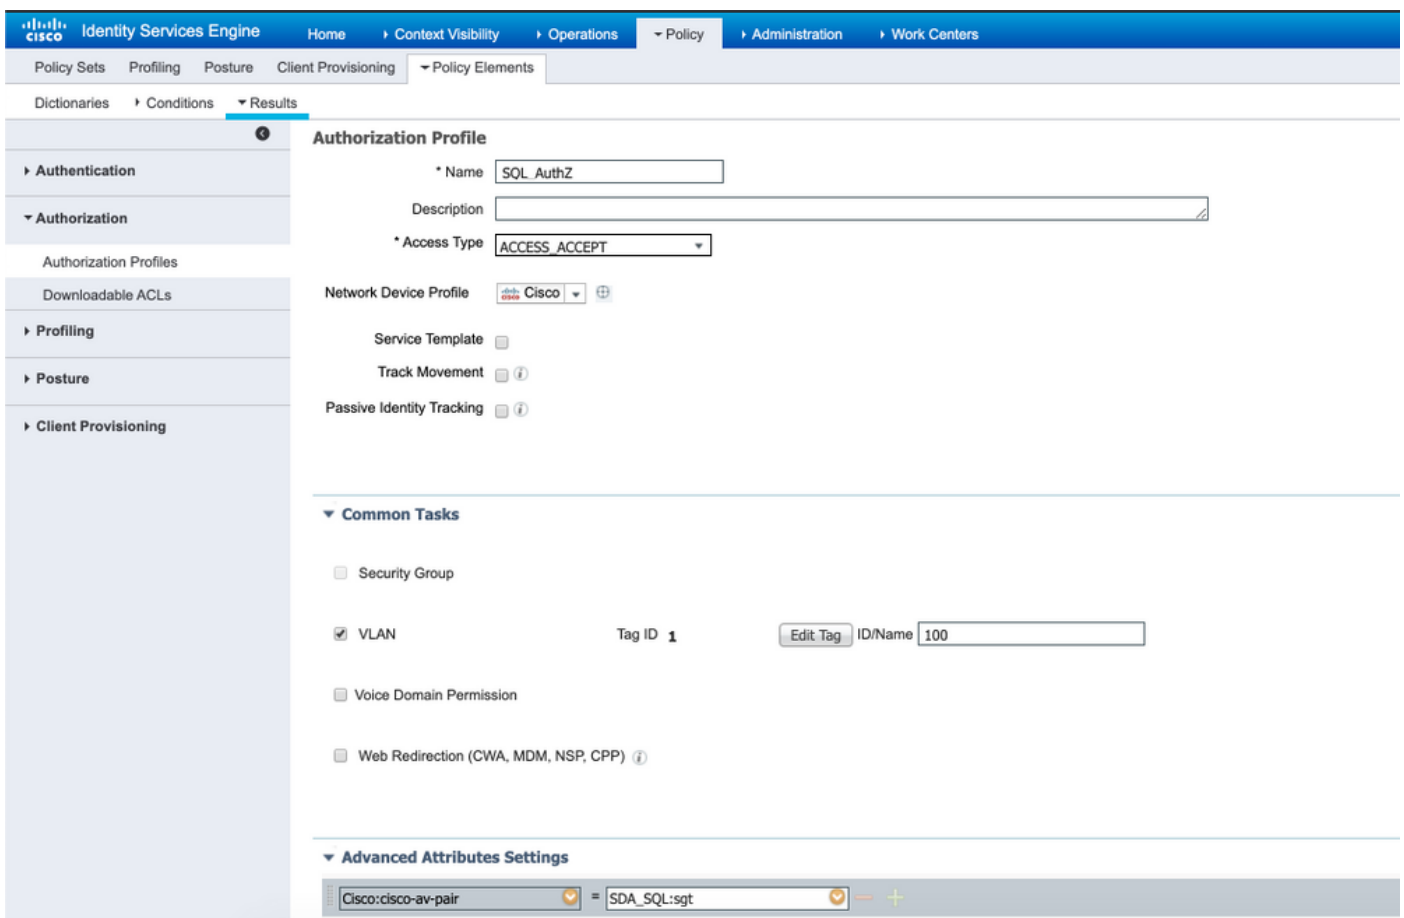 cisco Identity Services Engine Home Context Visibility Operations Policy Administration Work Centers
Policy Sets Profiling Posture Client Provisioning Policy Elements
Dictionaries Conditions Results
Authorization Profile
Authentication
* Name SQL_AuthZ
Description
Authorization
* Access Type ACCESS_ACCEPT
Authorization Profiles
Downloadable ACLs
Network Device Profile cisco Cisco
Profiling
Service Template
Track Movement
Posture
Passive Identity Tracking
Client Provisioning
Common Tasks
Security Group
VLAN Tag ID 1 Edit Tag ID/Name 100
Voice Domain Permission
Web Redirection (CWA, MDM, NSP, CPP)
Advanced Attributes Settings
Cisco:cisco-av-pair = SDA_SQL:sgt